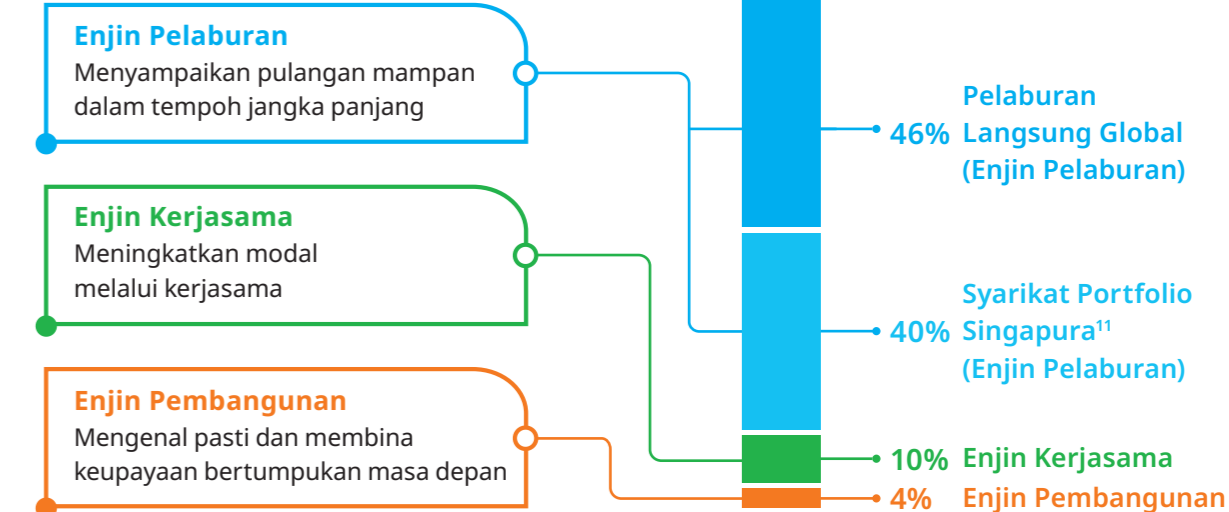 Enjin Pelaburan
Menyampaikan pulangan mampan
dalam tempoh jangka panjang
Enjin Kerjasama
Meningkatkan modal
melalui kerjasama
Enjin Pembangunan
Mengenal pasti dan membina
keupayaan bertumpukan masa depan
Pelaburan
46% Langsung Global
(Enjin Pelaburan)
Syarikat Portfolio
40% Singapura¹¹
(Enjin Pelaburan)
10% Enjin Kerjasama
4% Enjin Pembangunan